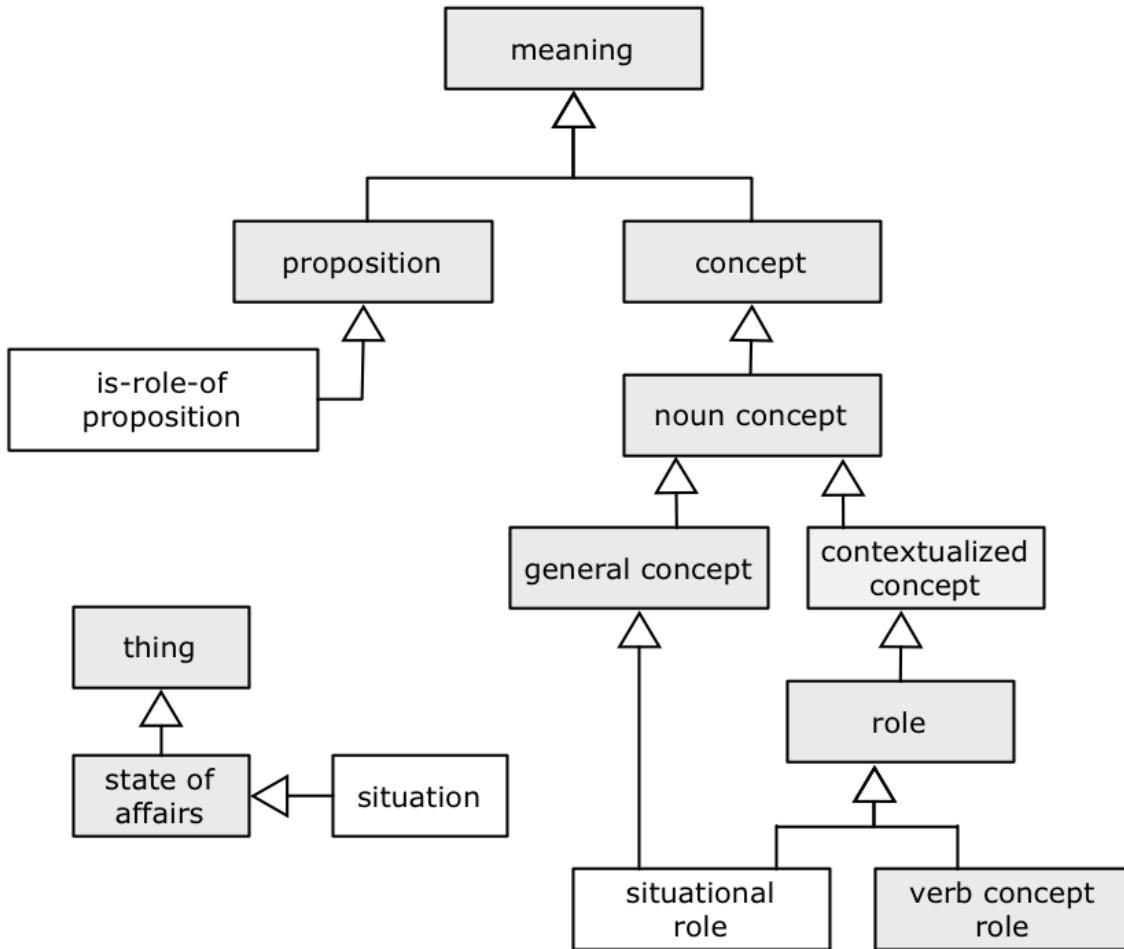 meaning
proposition
concept
is-role-of
proposition
noun concept
general concept
contextualized
concept
thing
role
state of
affairs
situation
situational
role
verb concept
role